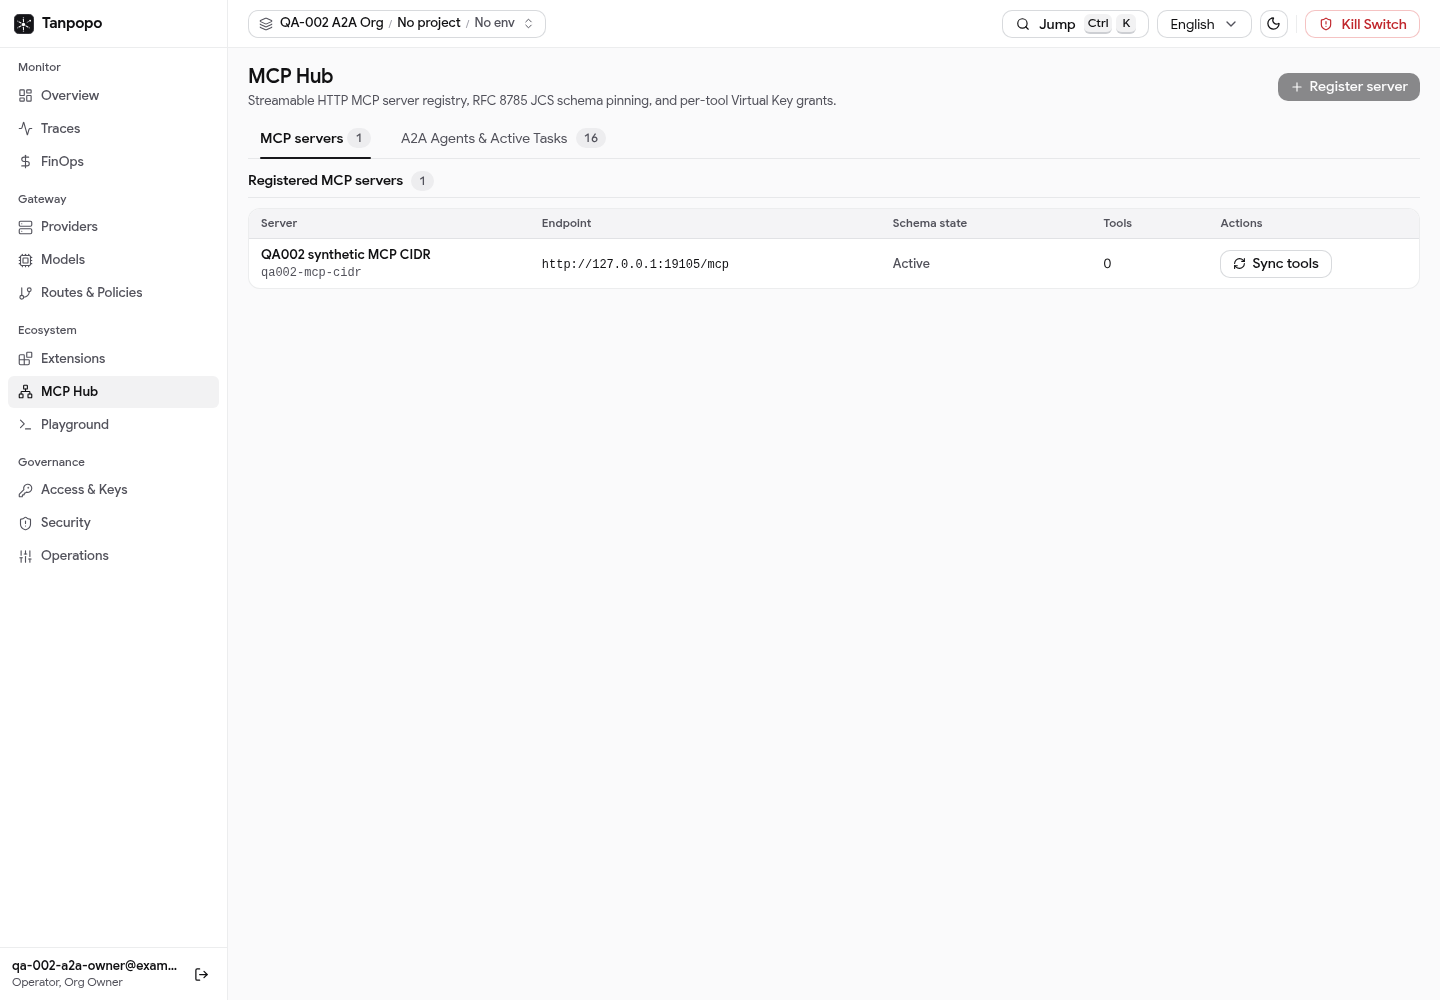 Tanpopo
QA-002 A2A Org / No project / No env
Jump Ctrl K
English
Kill Switch
Monitor
Overview
Traces
FinOps
Gateway
Providers
Models
Routes & Policies
Ecosystem
Extensions
MCP Hub
Playground
Governance
Access & Keys
Security
Operations
qa-002-a2a-owner@exam...
Operator, Org Owner
MCP Hub
Streamable HTTP MCP server registry, RFC 8785 JCS schema pinning, and per-tool Virtual Key grants.
Register server
MCP servers 1 A2A Agents & Active Tasks 16
Registered MCP servers 1
Server Endpoint Schema state Tools Actions
QA002 synthetic MCP CIDR
qa002-mcp-cidr
http://127.0.0.1:19105/mcp Active 0 Sync tools